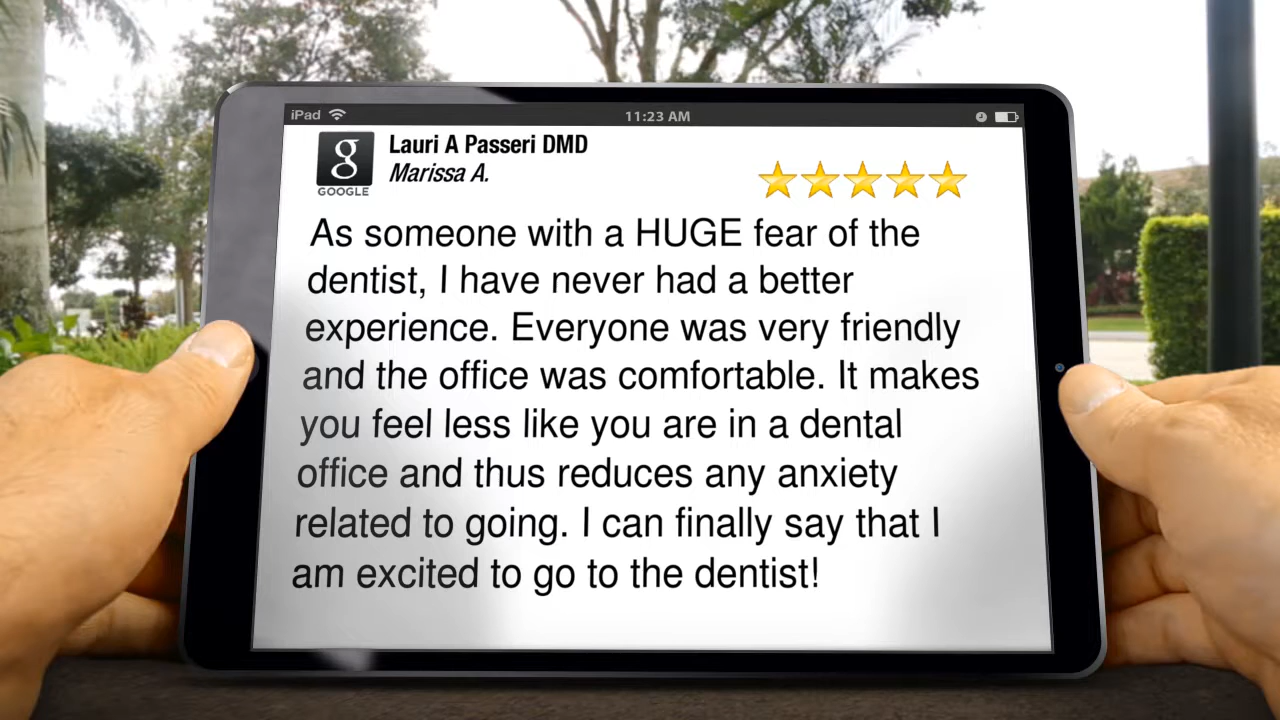 iPad 11:23 AM
g
GOOGLE
Lauri A Passeri DMD
Marissa A.
As someone with a HUGE fear of the
dentist, I have never had a better
experience. Everyone was very friendly
and the office was comfortable. It makes
you feel less like you are in a dental
office and thus reduces any anxiety
related to going. I can finally say that I
am excited to go to the dentist!